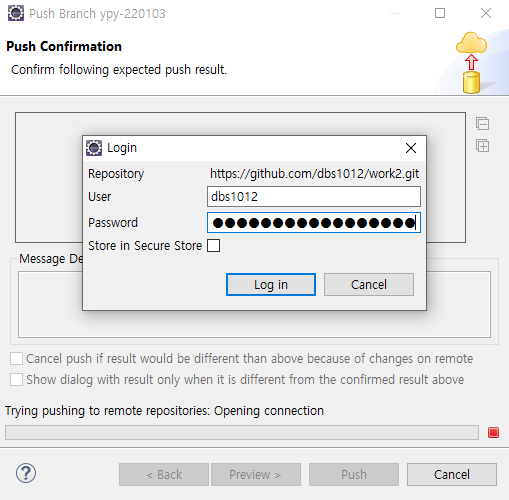 Push Branch ypy-220103
Push Confirmation
Confirm following expected push result.
Login
Repository https://github.com/dbs1012/work2.git
User dbs1012
Password ●●●●●●●●●●●●●●●●●
Store in Secure Store
Log in Cancel
Message De
Cancel push if result would be different than above because of changes on remote
Show dialog with result only when it is different from the confirmed result above
Trying pushing to remote repositories: Opening connection
? < Back Preview > Push Cancel